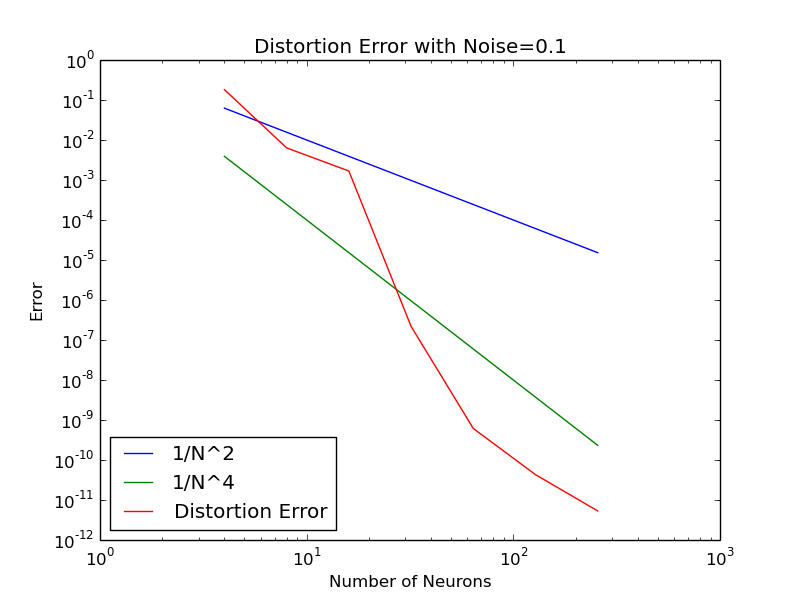 Distortion Error with Noise=0.1
10^0
10^-1
10^-2
10^-3
10^-4
10^-5
10^-6
10^-7
10^-8
10^-9
10^-10
10^-11
10^-12
Error
1/N^2
1/N^4
Distortion Error
10^0
10^1
10^2
10^3
Number of Neurons